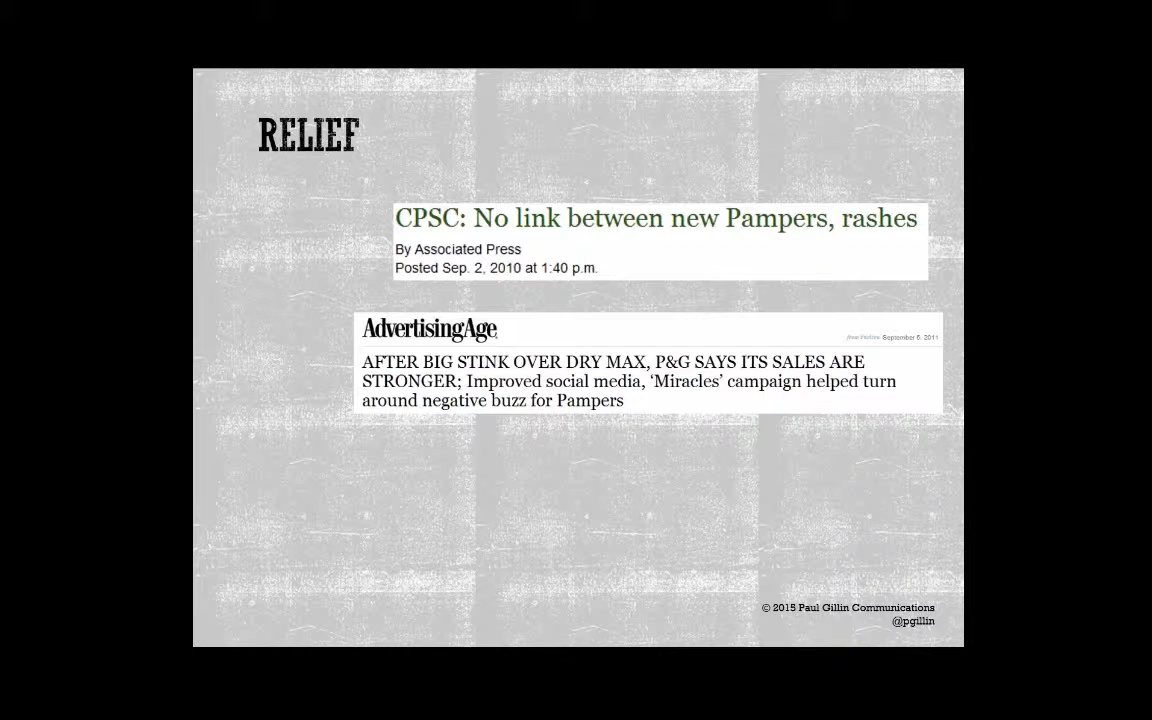 RELIEF
CPSC: No link between new Pampers, rashes
By Associated Press
Posted Sep. 2, 2010 at 1:40 p.m.
AdvertisingAge
September 5, 2011
AFTER BIG STINK OVER DRY MAX, P&G SAYS ITS SALES ARE
STRONGER; Improved social media, ‘Miracles’ campaign helped turn
around negative buzz for Pampers
© 2015 Paul Gillin Communications
@pgillin